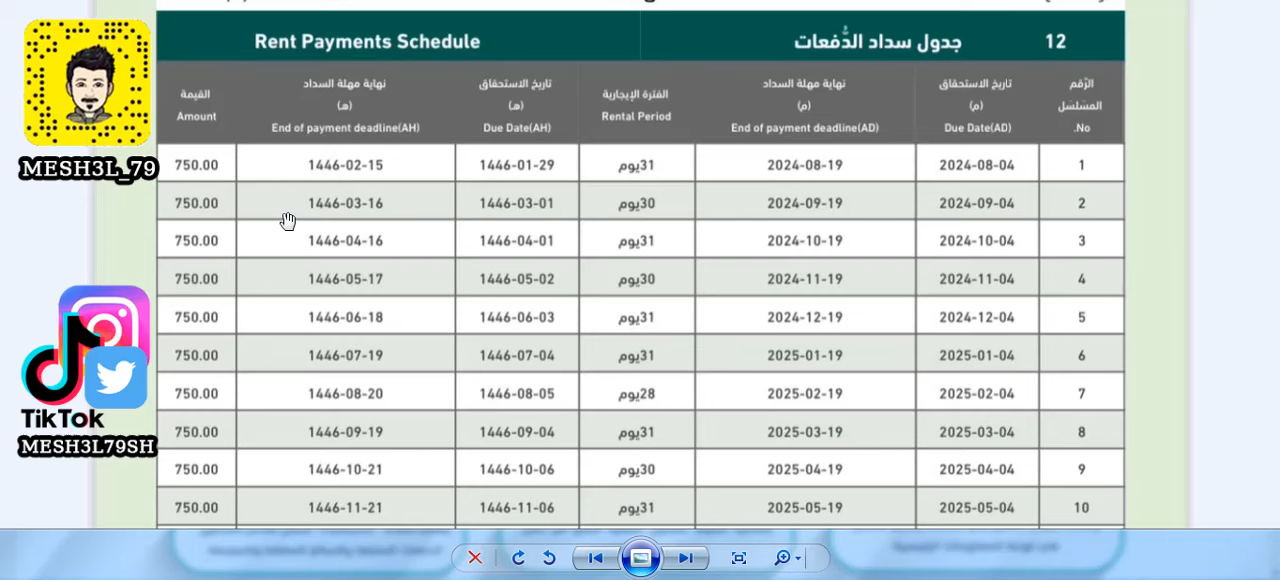 12 جدول سداد الدُّفعات Rent Payments Schedule
الرّقم المسَلسَل No. تاريخ الاستحقاق (م) Due Date(AD) نهاية مهلة السداد (م) End of payment deadline(AD) الفترة الإيجارية Rental Period تاريخ الاستحقاق (هـ) Due Date(AH) نهاية مهلة السداد (هـ) End of payment deadline(AH) القيمة Amount
1 2024-08-04 2024-08-19 31يوم 1446-01-29 1446-02-15 750.00
2 2024-09-04 2024-09-19 30يوم 1446-03-01 1446-03-16 750.00
3 2024-10-04 2024-10-19 31يوم 1446-04-01 1446-04-16 750.00
4 2024-11-04 2024-11-19 30يوم 1446-05-02 1446-05-17 750.00
5 2024-12-04 2024-12-19 31يوم 1446-06-03 1446-06-18 750.00
6 2025-01-04 2025-01-19 31يوم 1446-07-04 1446-07-19 750.00
7 2025-02-04 2025-02-19 28يوم 1446-08-05 1446-08-20 750.00
8 2025-03-04 2025-03-19 31يوم 1446-09-04 1446-09-19 750.00
9 2025-04-04 2025-04-19 30يوم 1446-10-06 1446-10-21 750.00
10 2025-05-04 2025-05-19 31يوم 1446-11-06 1446-11-21 750.00
MESH3L_79
TikTok
MESH3L79SH